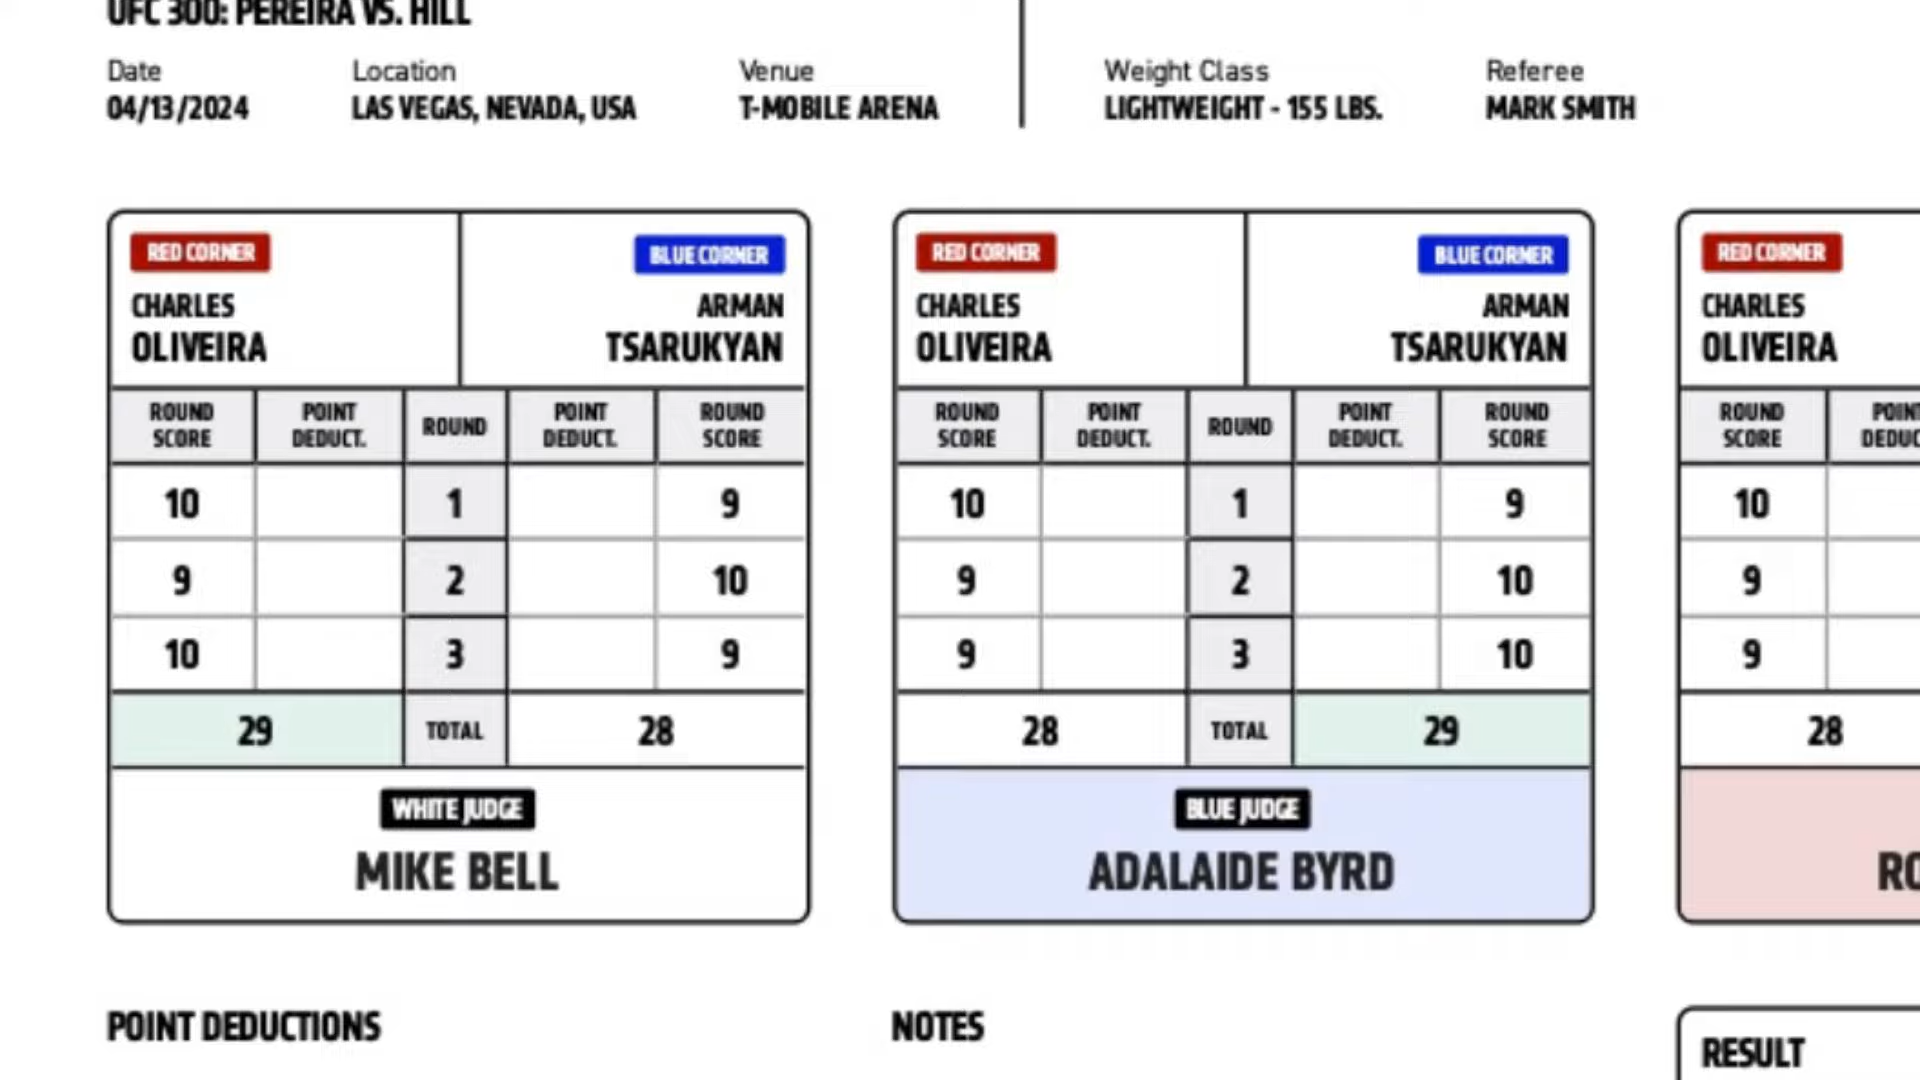 UFC 300: PEREIRA VS. HILL
Date Location Venue Weight Class Referee
04/13/2024 LAS VEGAS, NEVADA, USA T-MOBILE ARENA LIGHTWEIGHT - 155 LBS. MARK SMITH
RED CORNER BLUE CORNER
CHARLES ARMAN
OLIVEIRA TSARUKYAN
ROUND SCORE POINT DEDUCT. ROUND POINT DEDUCT. ROUND SCORE
10 1 9
9 2 10
10 3 9
29 TOTAL 28
WHITE JUDGE
MIKE BELL
RED CORNER BLUE CORNER
CHARLES ARMAN
OLIVEIRA TSARUKYAN
ROUND SCORE POINT DEDUCT. ROUND POINT DEDUCT. ROUND SCORE
10 1 9
9 2 10
9 3 10
28 TOTAL 29
BLUE JUDGE
ADALAIDE BYRD
RED CORNER
CHARLES
OLIVEIRA
ROUND SCORE
10
9
9
28
POINT DEDUCTIONS
NOTES
RESULT